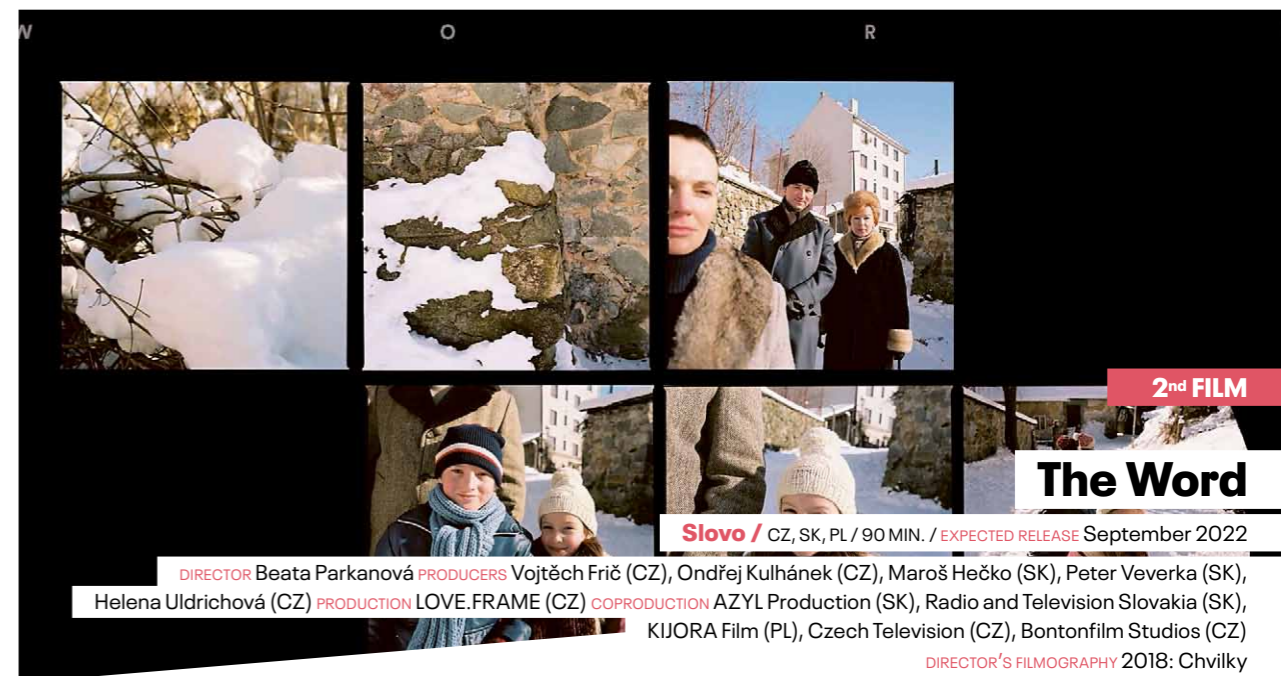 W O R
2nd FILM
The Word
Slovo / CZ, SK, PL / 90 MIN. / EXPECTED RELEASE September 2022
DIRECTOR Beata Parkanová PRODUCERS Vojtěch Frič (CZ), Ondřej Kulhánek (CZ), Maroš Hečko (SK), Peter Veverka (SK),
Helena Uldrichová (CZ) PRODUCTION LOVE.FRAME (CZ) COPRODUCTION AZYL Production (SK), Radio and Television Slovakia (SK),
KIJORA Film (PL), Czech Television (CZ), Bontonfilm Studios (CZ)
DIRECTOR'S FILMOGRAPHY 2018: Chvilky